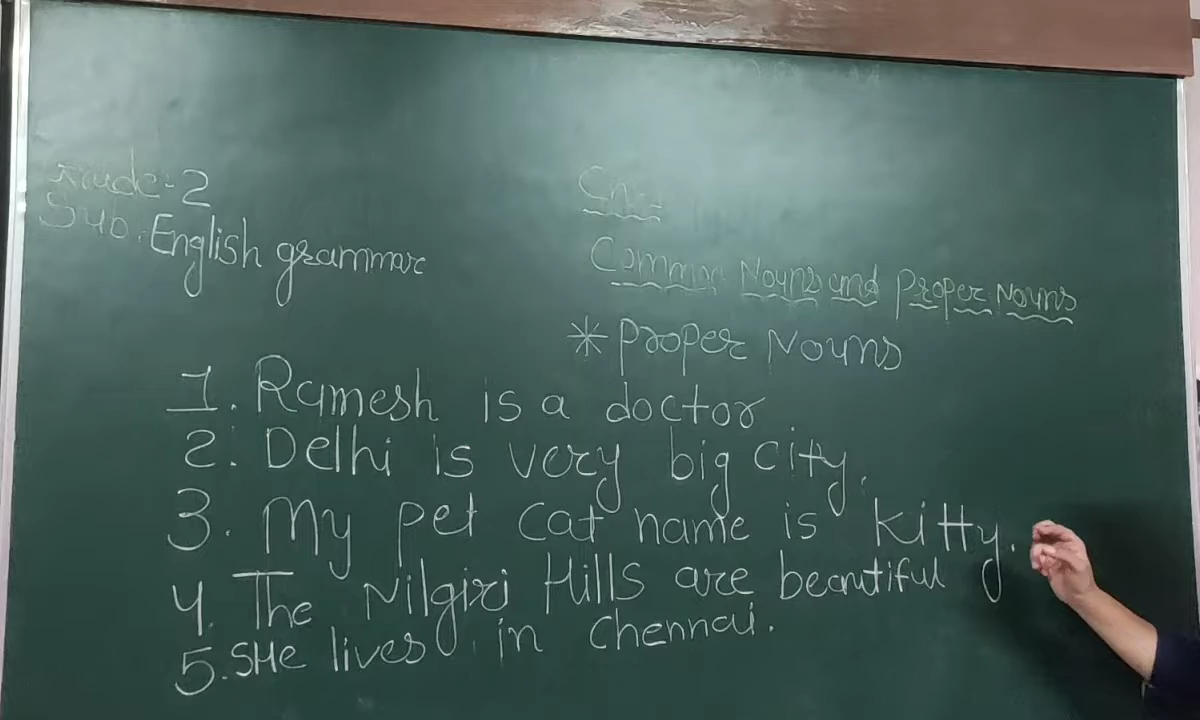 Grade-2
Sub: English grammar
Ch:-
Common Nouns and Proper Nouns
* Proper Nouns
1. Ramesh is a doctor
2. Delhi is very big city.
3. My pet cat name is Kitty.
4. The Nilgiri Hills are beautiful
5. SHe lives in Chennai.